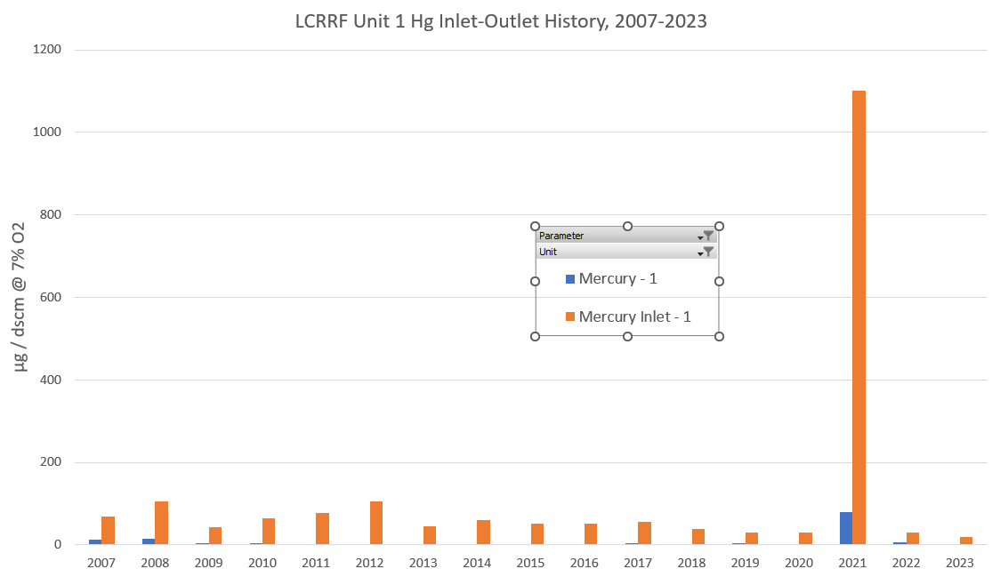 LCRRF Unit 1 Hg Inlet-Outlet History, 2007-2023
1200
1000
800
600
400
200
0
µg / dscm @ 7% O2
Parameter
Unit
Mercury - 1
Mercury Inlet - 1
2007 2008 2009 2010 2011 2012 2013 2014 2015 2016 2017 2018 2019 2020 2021 2022 2023